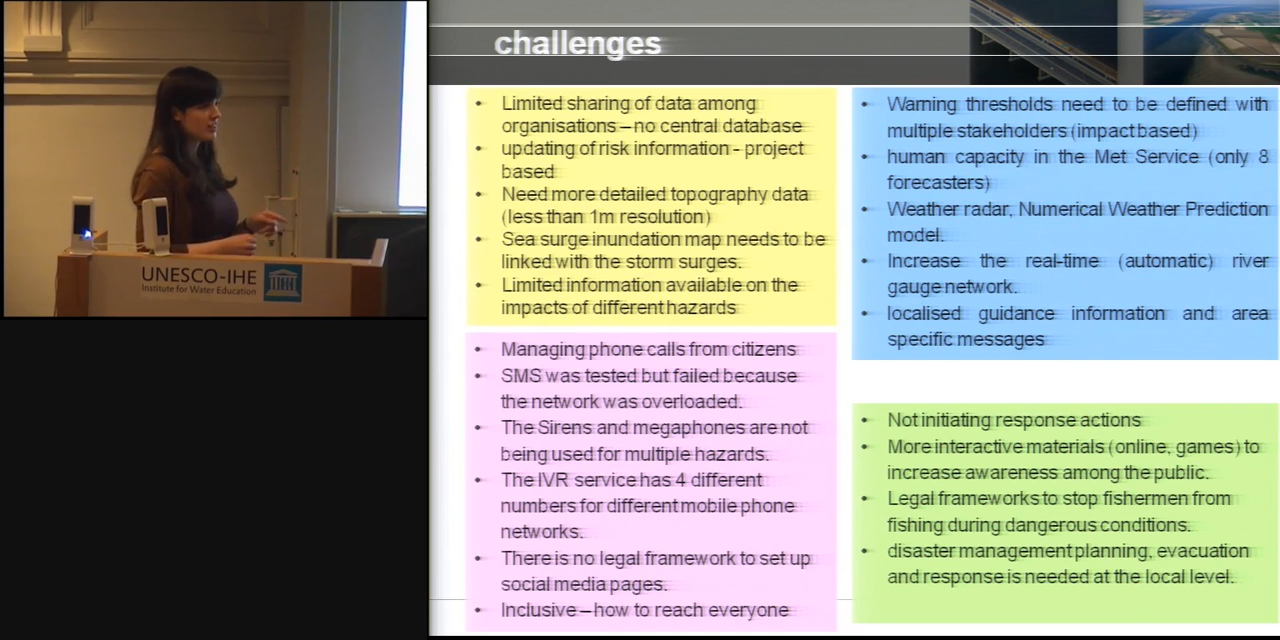 UNESCO-IHE
Institute for Water Education
challenges
• Limited sharing of data among
organisations – no central database
• updating of risk information - project
based
• Need more detailed topography data
(less than 1m resolution)
• Sea surge inundation map needs to be
linked with the storm surges.
• Limited information available on the
impacts of different hazards
• Managing phone calls from citizens
• SMS was tested but failed because
the network was overloaded.
• The Sirens and megaphones are not
being used for multiple hazards.
• The IVR service has 4 different
numbers for different mobile phone
networks.
• There is no legal framework to set up
social media pages.
• Inclusive – how to reach everyone
• Warning thresholds need to be defined with
multiple stakeholders (impact based)
• human capacity in the Met Service (only 8
forecasters)
• Weather radar, Numerical Weather Prediction
model.
• Increase the real-time (automatic) river
gauge network.
• localised guidance information and area
specific messages
• Not initiating response actions
• More interactive materials (online, games) to
increase awareness among the public.
• Legal frameworks to stop fishermen from
fishing during dangerous conditions.
• disaster management planning, evacuation
and response is needed at the local level.